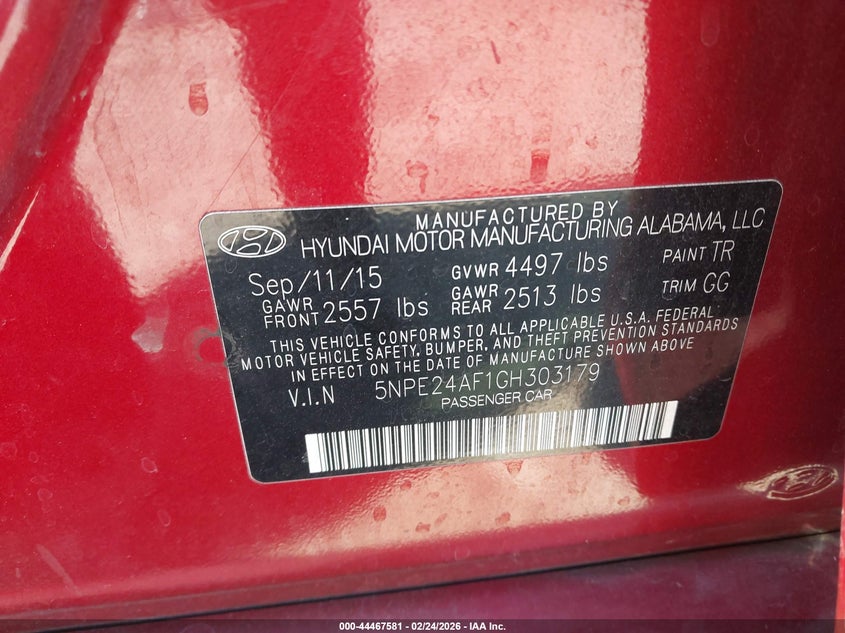 MANUFACTURED BY
HYUNDAI MOTOR MANUFACTURING ALABAMA, LLC
Sep/11/15 GVWR 4497 lbs PAINT TR
GAWR FRONT 2557 lbs GAWR REAR 2513 lbs TRIM GG
THIS VEHICLE CONFORMS TO ALL APPLICABLE U.S.A. FEDERAL
MOTOR VEHICLE SAFETY, BUMPER, AND THEFT PREVENTION STANDARDS
IN EFFECT ON THE DATE OF MANUFACTURE SHOWN ABOVE
V.I.N 5NPE24AF1GH303179
PASSENGER CAR
000-44467581 - 02/24/2026 - IAA Inc.